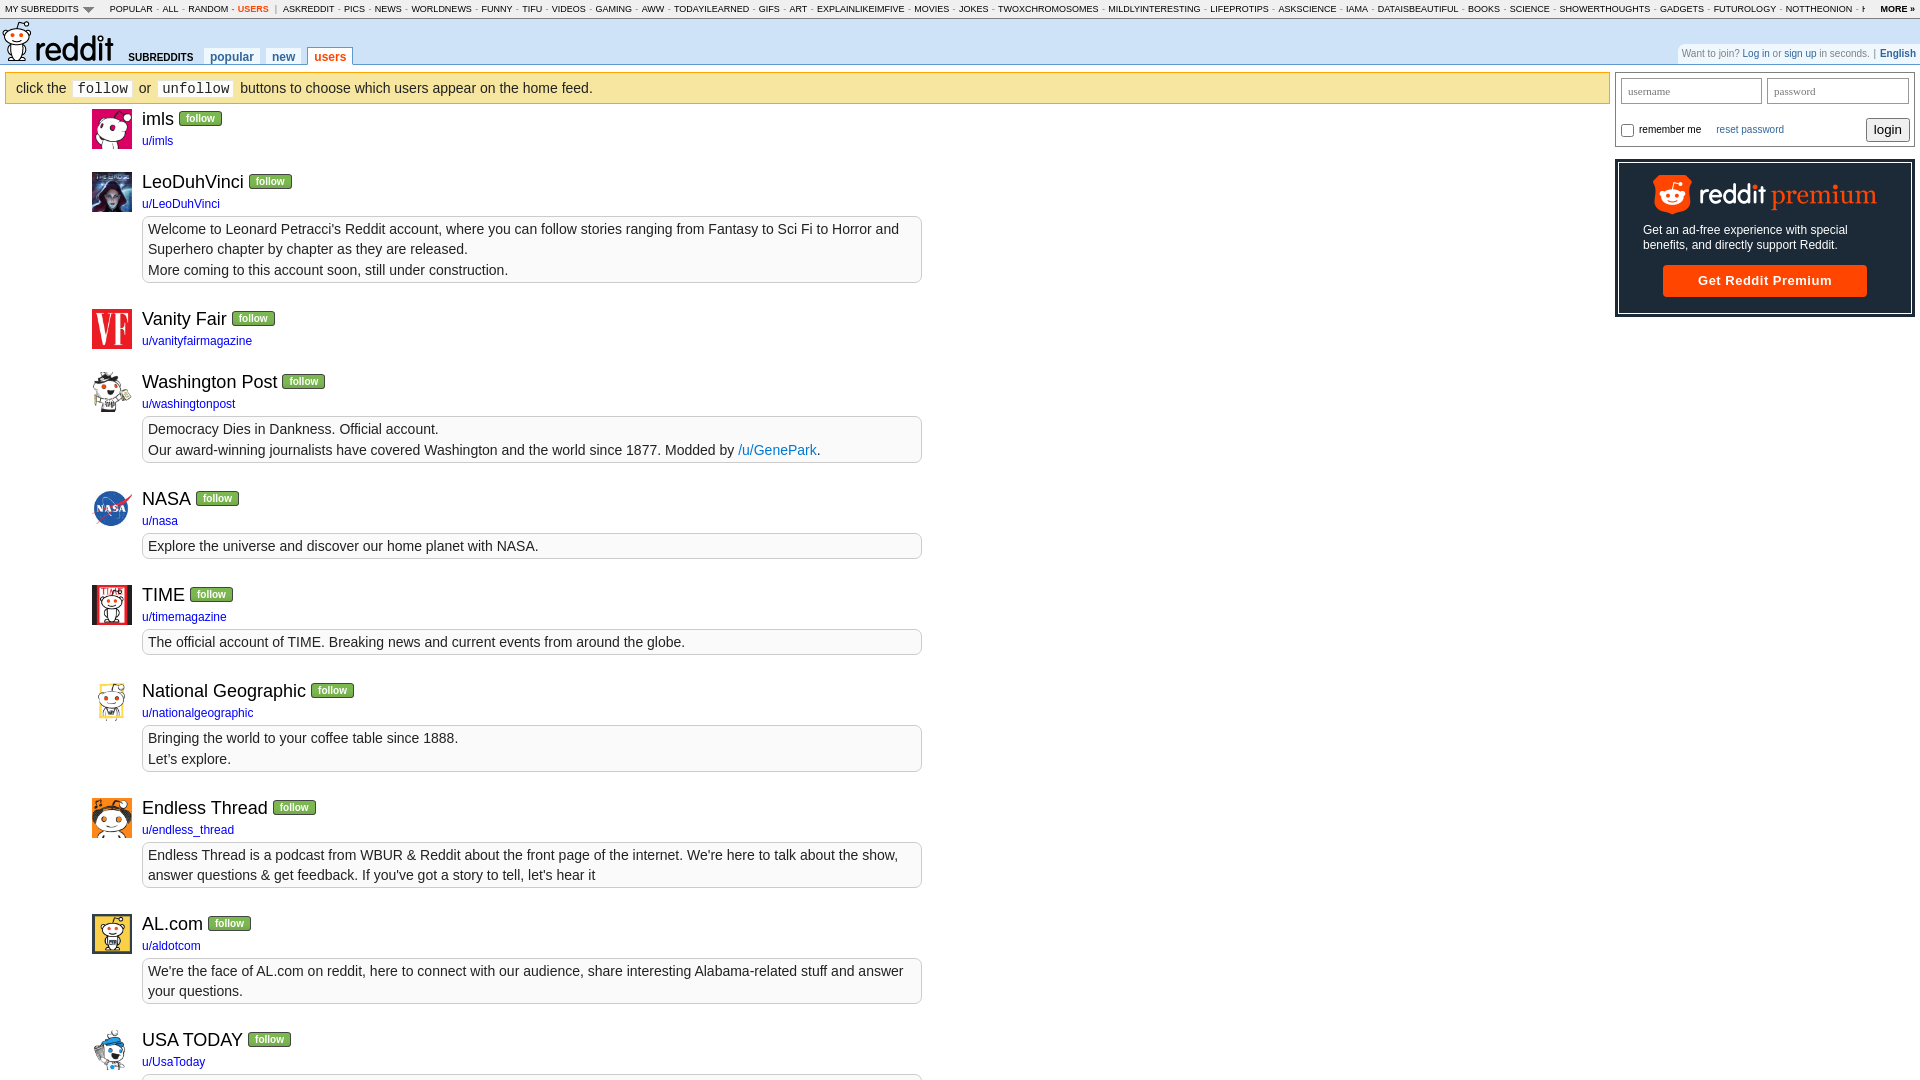 MY SUBREDDITS POPULAR - ALL - RANDOM - USERS | ASKREDDIT - PICS - NEWS - WORLDNEWS - FUNNY - TIFU - VIDEOS - GAMING - AWW - TODAYILEARNED - GIFS - ART - EXPLAINLIKEIMFIVE - MOVIES - JOKES - TWOXCHROMOSOMES - MILDLYINTERESTING - LIFEPROTIPS - ASKSCIENCE - IAMA - DATAISBEAUTIFUL - BOOKS - SCIENCE - SHOWERTHOUGHTS - GADGETS - FUTUROLOGY - NOTTHEONION - MORE »
reddit SUBREDDITS popular new users
Want to join? Log in or sign up in seconds. | English
click the follow or unfollow buttons to choose which users appear on the home feed.
username password
remember me reset password login
reddit premium
Get an ad-free experience with special
benefits, and directly support Reddit.
Get Reddit Premium
imls follow
u/imls
THE BRIDGE
LeoDuhVinci follow
u/LeoDuhVinci
Welcome to Leonard Petracci's Reddit account, where you can follow stories ranging from Fantasy to Sci Fi to Horror and
Superhero chapter by chapter as they are released.
More coming to this account soon, still under construction.
VF
Vanity Fair follow
u/vanityfairmagazine
Washington Post follow
u/washingtonpost
Democracy Dies in Dankness. Official account.
Our award-winning journalists have covered Washington and the world since 1877. Modded by /u/GenePark.
NASA
NASA follow
u/nasa
Explore the universe and discover our home planet with NASA.
TIME
TIME follow
u/timemagazine
The official account of TIME. Breaking news and current events from around the globe.
National Geographic follow
u/nationalgeographic
Bringing the world to your coffee table since 1888.
Let’s explore.
Endless Thread follow
u/endless_thread
Endless Thread is a podcast from WBUR & Reddit about the front page of the internet. We're here to talk about the show,
answer questions & get feedback. If you've got a story to tell, let's hear it
AL.com follow
u/aldotcom
We're the face of AL.com on reddit, here to connect with our audience, share interesting Alabama-related stuff and answer
your questions.
USA TODAY follow
u/UsaToday